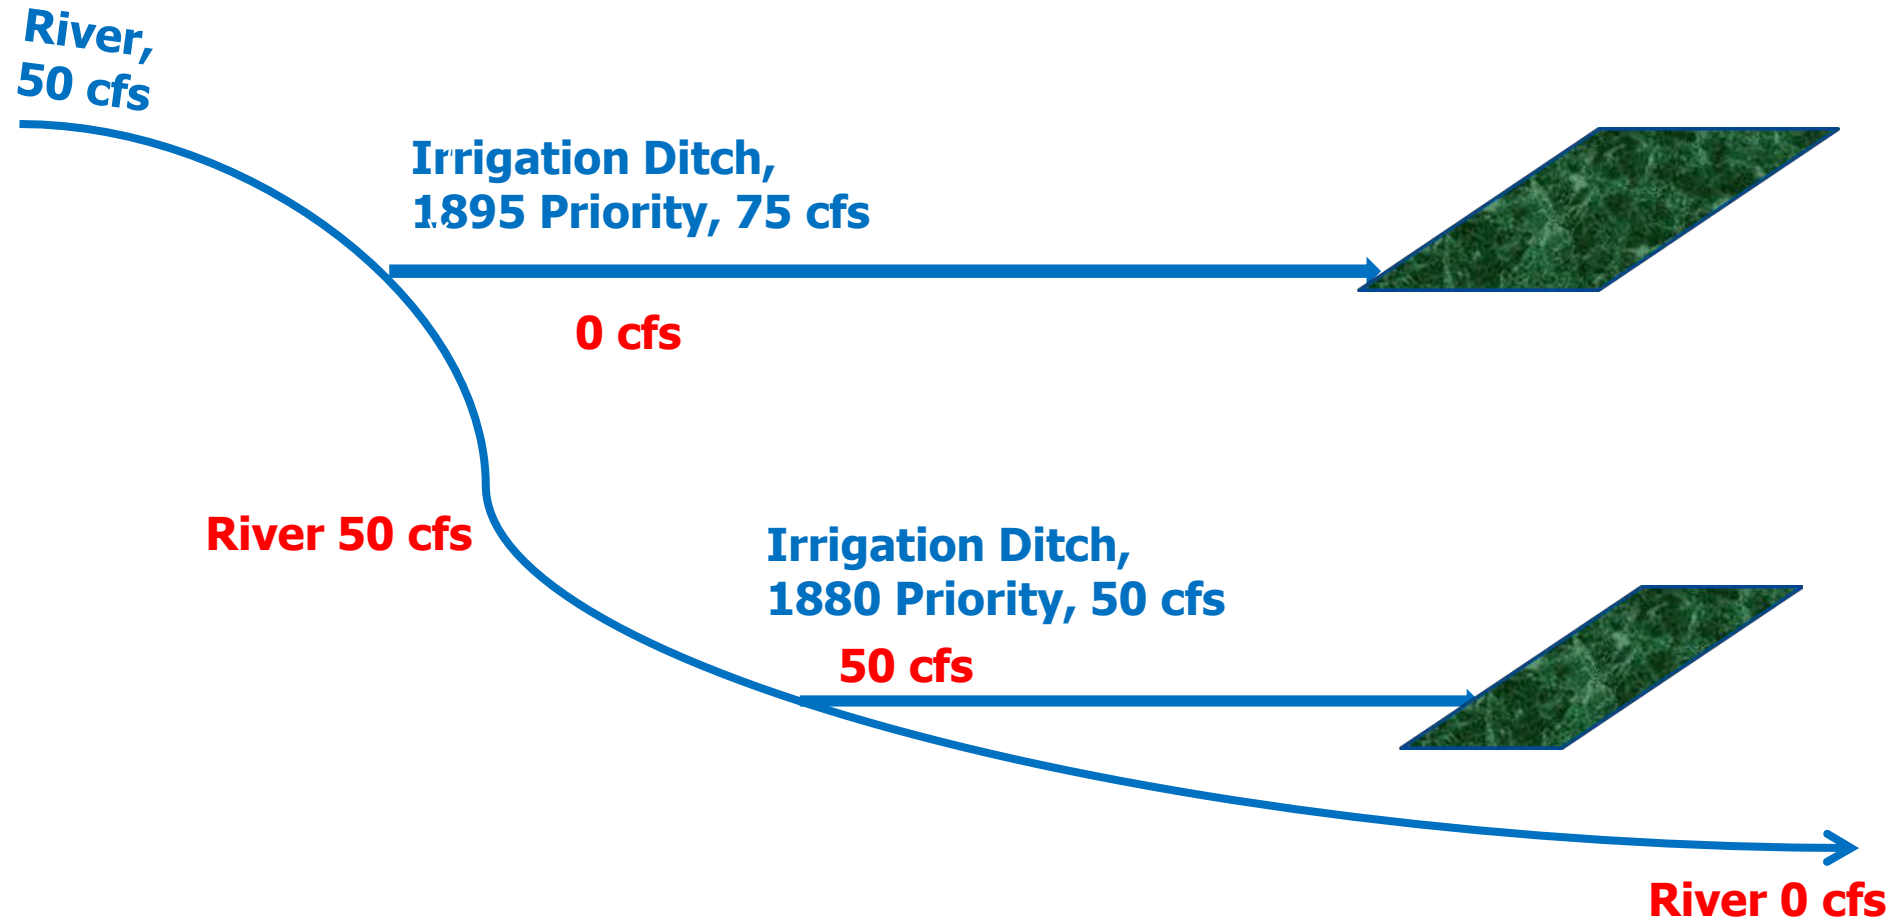 River,
50 cfs
Irrigation Ditch,
1895 Priority, 75 cfs
0 cfs
River 50 cfs
Irrigation Ditch,
1880 Priority, 50 cfs
50 cfs
River 0 cfs